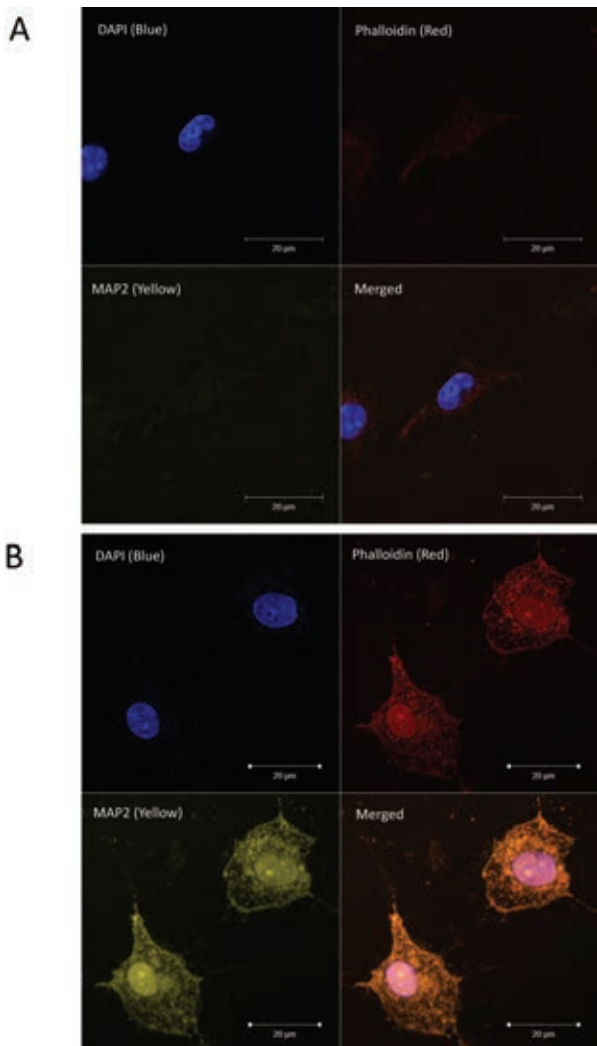 A
DAPI (Blue)
Phalloidin (Red)
20 µm
20 µm
MAP2 (Yellow)
Merged
20 µm
20 µm
B
DAPI (Blue)
Phalloidin (Red)
20 µm
20 µm
MAP2 (Yellow)
Merged
20 µm
20 µm